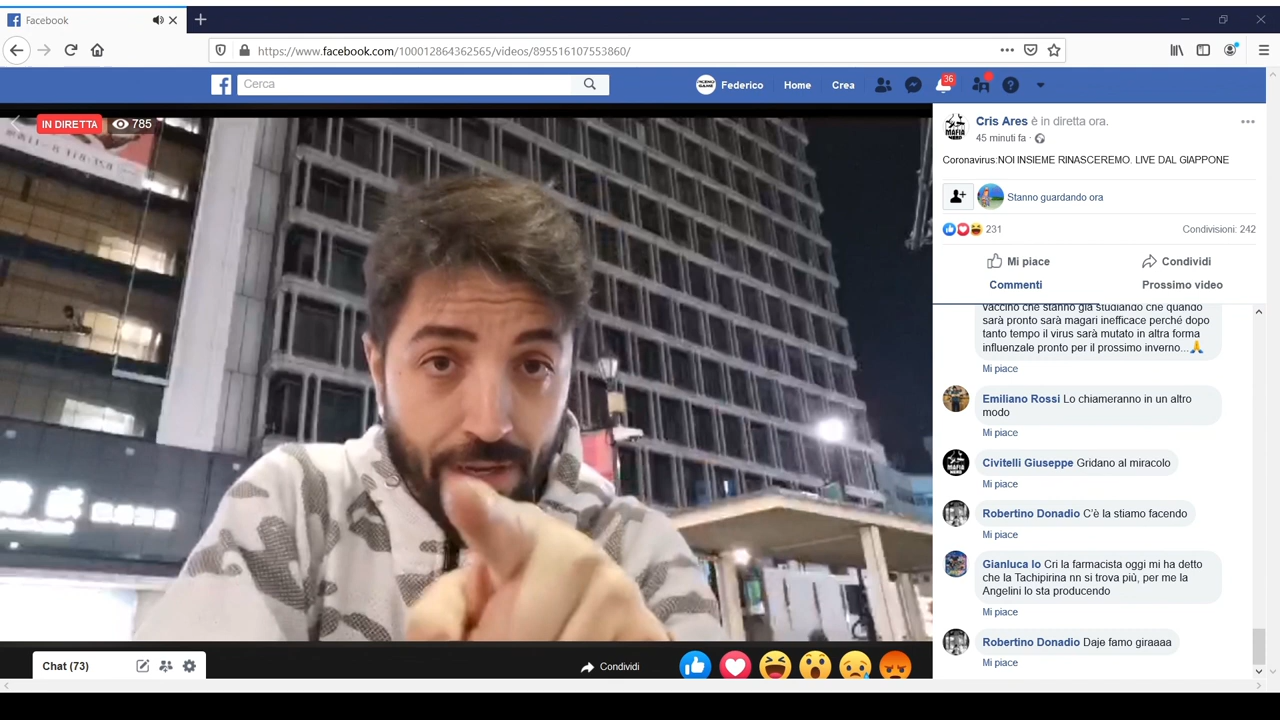 Facebook
https://www.facebook.com/100012864362565/videos/895516107553860/
Cerca
Federico
Home
Crea
36
IN DIRETTA
785
Cris Ares è in diretta ora.
45 minuti fa ·
Coronavirus:NOI INSIEME RINASCEREMO. LIVE DAL GIAPPONE
Stanno guardando ora
231
Condivisioni: 242
Mi piace
Condividi
Commenti
Prossimo video
vaccino che stanno già studiando che quando
sarà pronto sarà magari inefficace perché dopo
tanto tempo il virus sarà mutato in altra forma
influenzale pronto per il prossimo inverno...🙏
Mi piace
Emiliano Rossi Lo chiameranno in un altro
modo
Mi piace
Civitelli Giuseppe Gridano al miracolo
Mi piace
Robertino Donadio C'è la stiamo facendo
Mi piace
Gianluca Io Cri la farmacista oggi mi ha detto
che la Tachipirina nn si trova più, per me la
Angelini lo sta producendo
Mi piace
Robertino Donadio Daje famo giraaaa
Mi piace
Chat (73)
Condividi
MAFIA
MAFIA